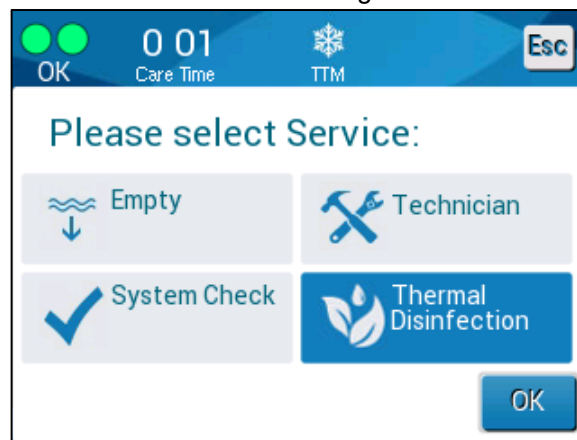 0 01
Esc
OK
Care Time
TTM
Please select Service:
Empty
Technician
System Check
Thermal
Disinfection
OK